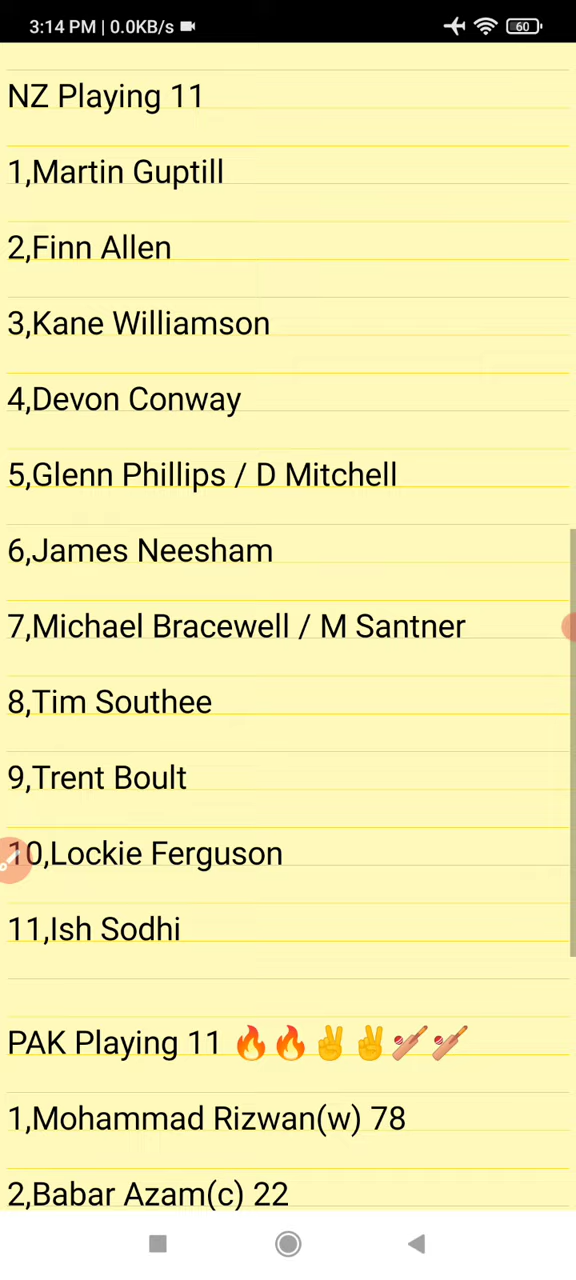 3:14 PM | 0.0KB/s 60
NZ Playing 11
1,Martin Guptill
2,Finn Allen
3,Kane Williamson
4,Devon Conway
5,Glenn Phillips / D Mitchell
6,James Neesham
7,Michael Bracewell / M Santner
8,Tim Southee
9,Trent Boult
10,Lockie Ferguson
11,Ish Sodhi
PAK Playing 11 🔥🔥✌✌🏏🏏
1,Mohammad Rizwan(w) 78
2,Babar Azam(c) 22